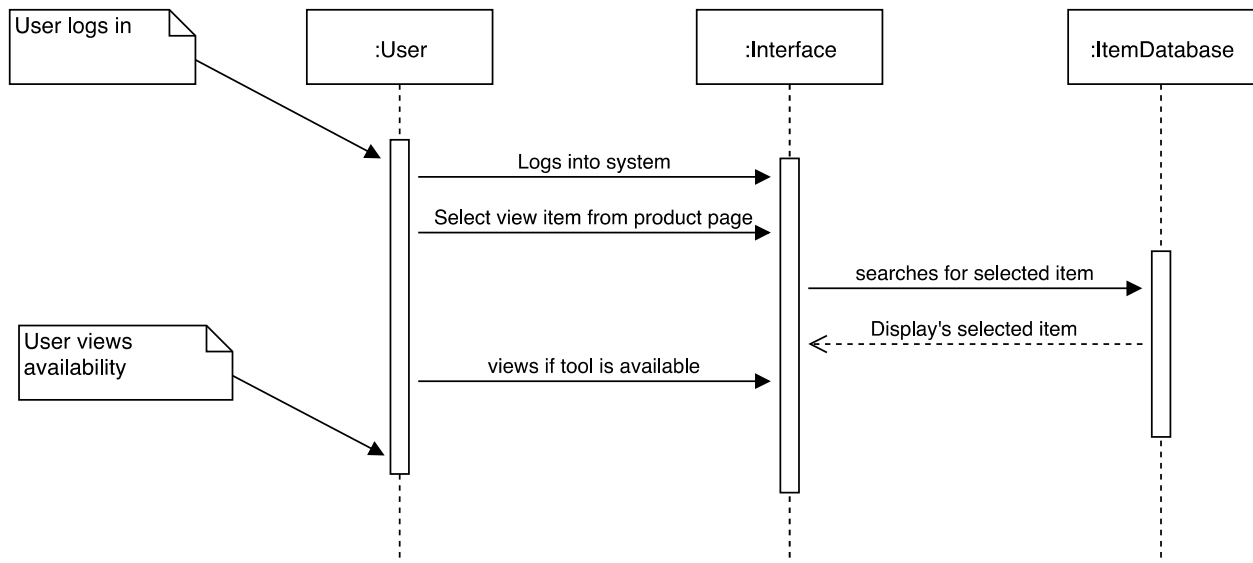 User logs in
:User
:Interface
:ItemDatabase
Logs into system
Select view item from product page
searches for selected item
Display's selected item
User views
availability
views if tool is available